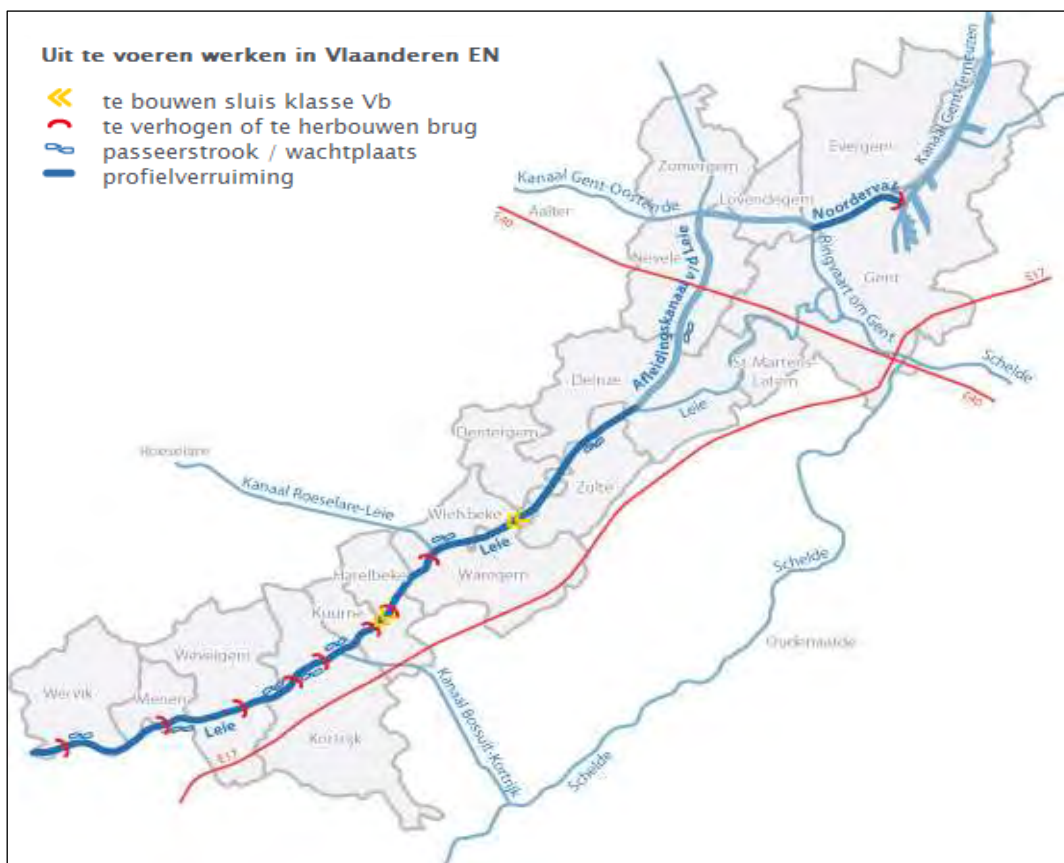 Uit te voeren werken in Vlaanderen EN
te bouwen sluis klasse Vb
te verhogen of te herbouwen brug
passeerstrook / wachtplaats
profielverruiming
Kanaal Gent-Terneuzen
Evergem
Zomergem
Kanaal Gent-Oostende
Lovendegem
Noordervaart
Aalter
E40
Nevele
Afleidingskanaal v/d Leie
Ringvaart om Gent
Gent
E17
Schelde
St-Martens-
Latem
Deinze
Leie
E40
Dentergem
Roeselare
Kanaal Roeselare-Leie
Zulte
Wielsbeke
Leie
Harelbeke
Waregem
Schelde
Kuurne
Oudenaarde
Wevelgem
Wervik
Menen
Leie
Kanaal Bossuit-Kortrijk
Kortrijk
E17
Schelde